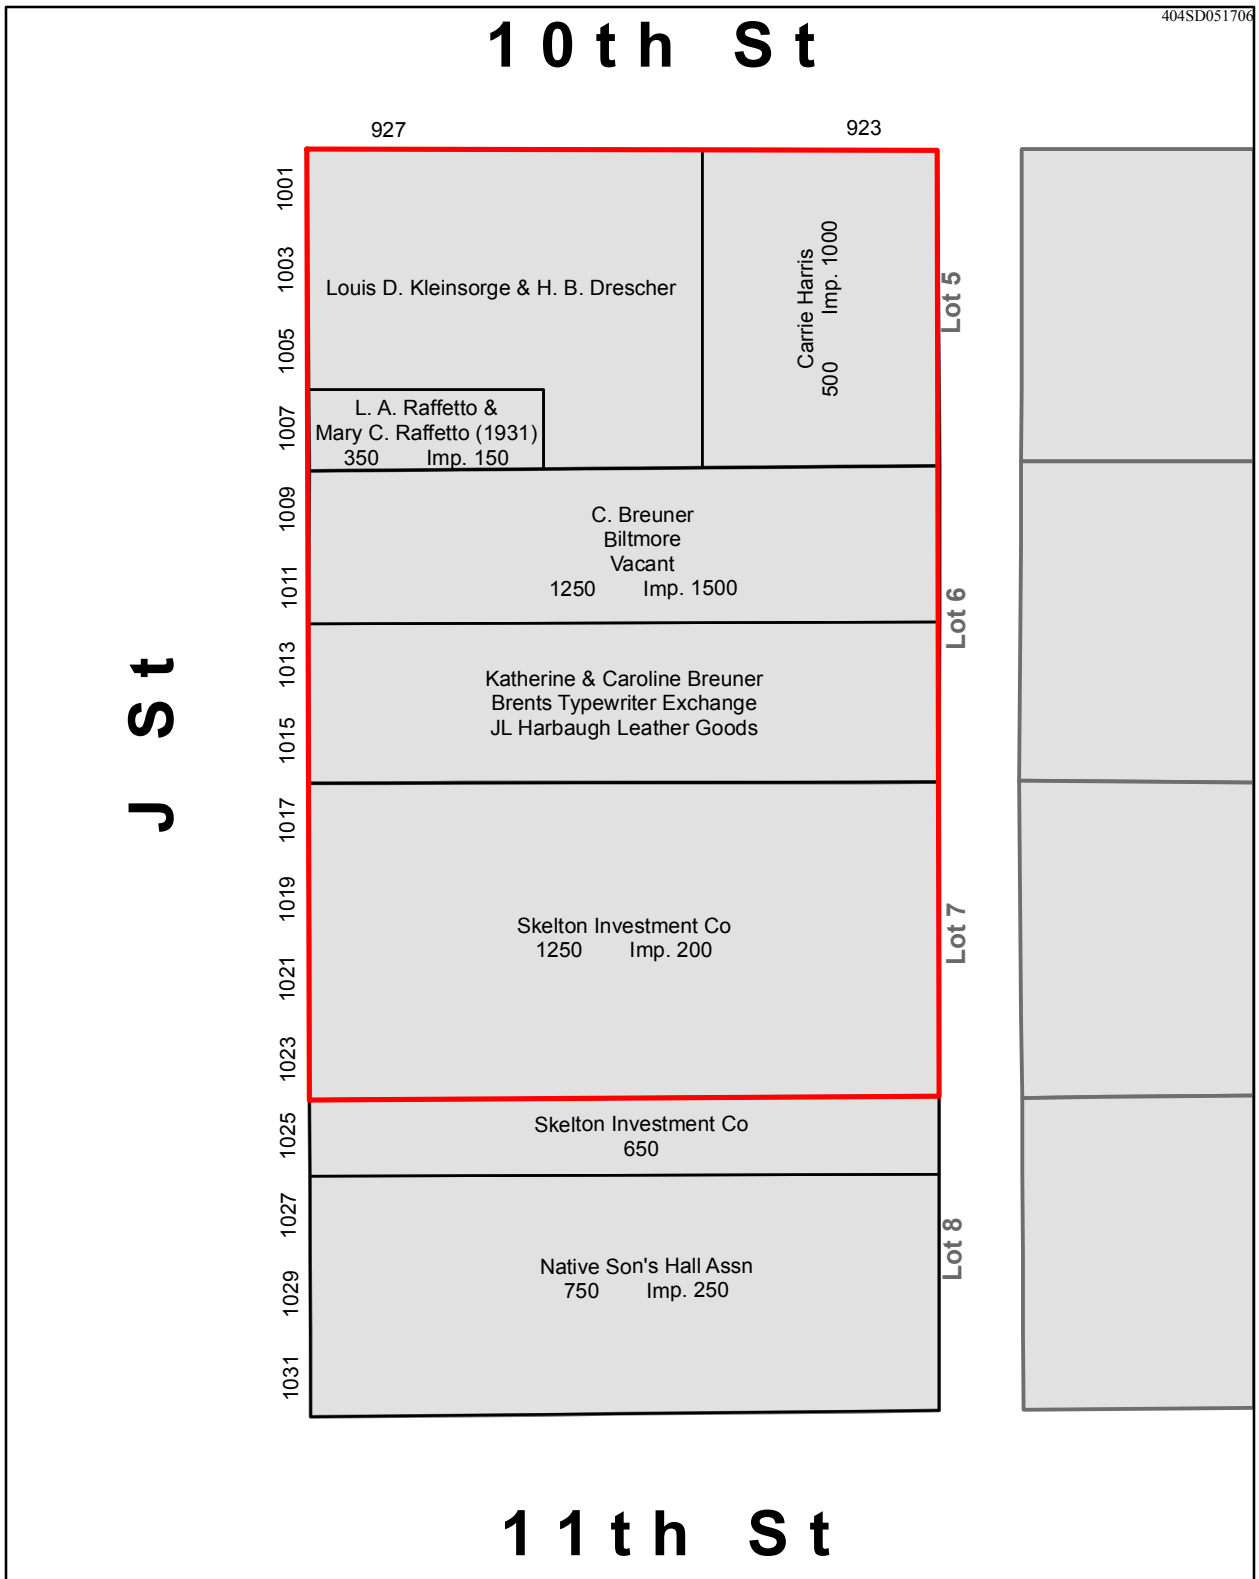 404SD051706
10th St
927
923
1001
1003
1005
1007
1009
1011
1013
1015
1017
1019
1021
1023
1025
1027
1029
1031
J St
Louis D. Kleinsorge & H. B. Drescher
Carrie Harris
500 Imp. 1000
L. A. Raffetto &
Mary C. Raffetto (1931)
350 Imp. 150
Lot 5
C. Breuner
Biltmore
Vacant
1250 Imp. 1500
Lot 6
Katherine & Caroline Breuner
Brents Typewriter Exchange
JL Harbaugh Leather Goods
Skelton Investment Co
1250 Imp. 200
Lot 7
Skelton Investment Co
650
Native Son's Hall Assn
750 Imp. 250
Lot 8
11th St